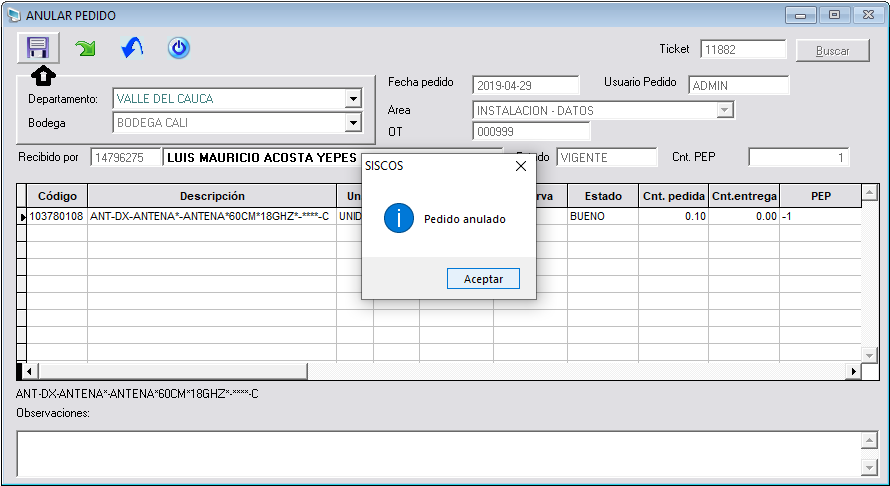 ANULAR PEDIDO
Ticket 11882 Buscar
Departamento: VALLE DEL CAUCA
Bodega BODEGA CALI
Fecha pedido 2019-04-29 Usuario Pedido ADMIN
Area INSTALACION - DATOS
OT 000999
Recibido por 14796275 LUIS MAURICIO ACOSTA YEPES VIGENTE Cnt. PEP 1
SISCOS
Pedido anulado
Aceptar
Código Descripción Un rva Estado Cnt. pedida Cnt.entrega PEP
103780108 ANT-DX-ANTENA*-ANTENA*60CM*18GHZ*-****-C UNID BUENO 0.10 0.00 -1
ANT-DX-ANTENA*-ANTENA*60CM*18GHZ*-****-C
Observaciones: